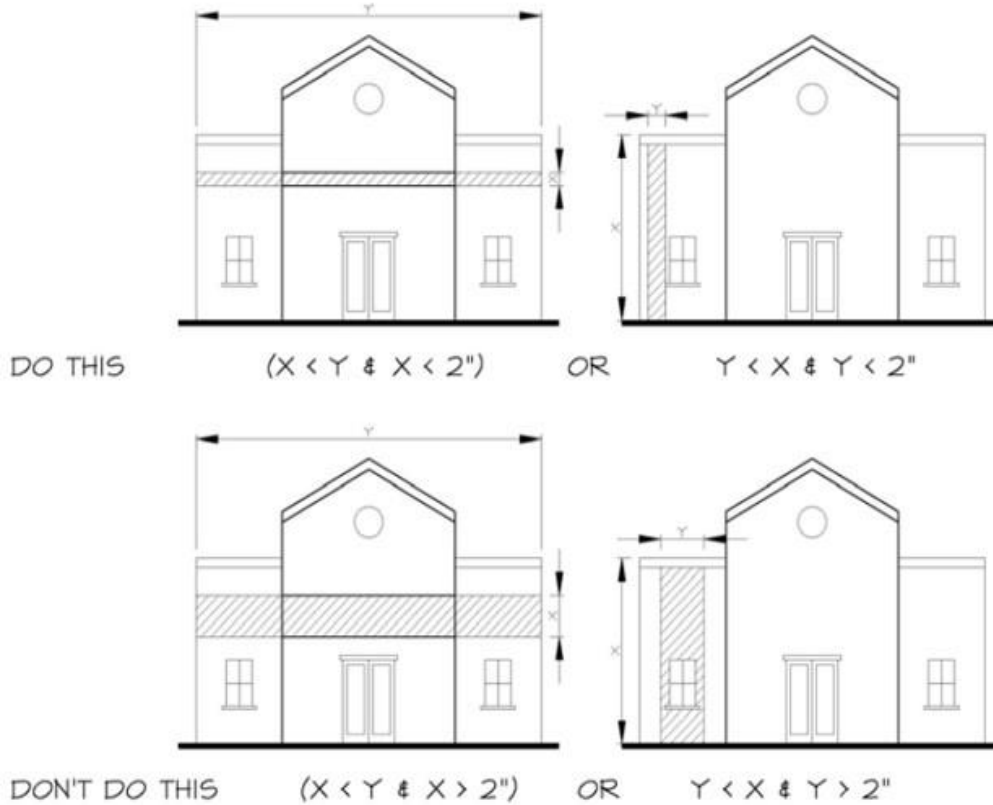 Y
Y
X
X
DO THIS (X < Y & X < 2") OR Y < X & Y < 2"
Y
Y
X
X
DON'T DO THIS (X < Y & X > 2") OR Y < X & Y > 2"